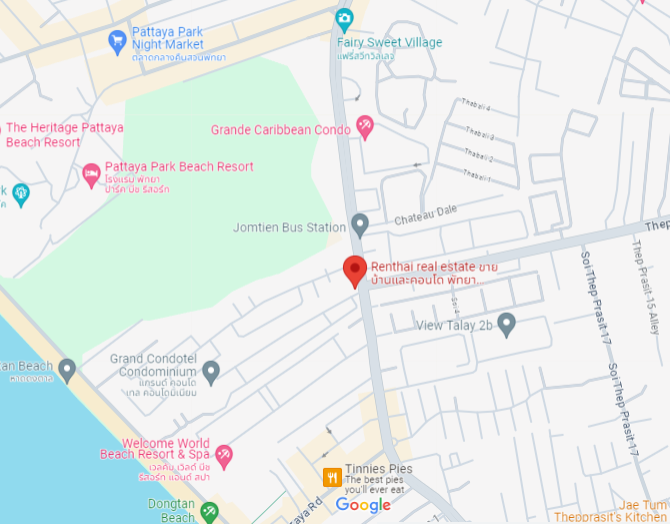 Pattaya Park
Night Market
ตลาดกลางคืนสวนพัทยา
Fairy Sweet Village
แฟรี่สวีทวิลเลจ
The Heritage Pattaya
Beach Resort
Grande Caribbean Condo
Thabali 4
Thabali 3
Thabali 2
Thabali 1
Pattaya Park Beach Resort
โรงแรม พัทยา
ปาร์ค บีช รีสอร์ท
Chateau Dale
Jomtien Bus Station
Thep
Renthai real estate ขาย
บ้านและคอนโด พัทยา...
Soi Thep Prasit 17
Thep Prasit 15 Alley
Soi 4
View Talay 2b
Grand Condotel
Condominium
แกรนด์ คอนโด
เทล คอนโดมิเนียม
tan Beach
หาดดงตาล
Soi Thep Prasit 17
Welcome World
Beach Resort & Spa
เวลคัม เวิลด์ บีช
รีสอร์ท แอนด์ สปา
Tinnies Pies
The best pies
you'll ever eat
Google
aya Rd
Dongtan
Beach
Jae Tum
Thepprasit's Kitchen